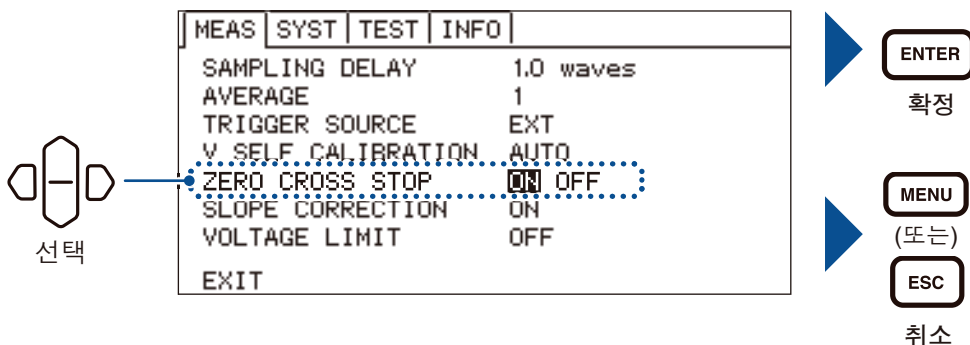 MEAS SYST TEST INFO
SAMPLING DELAY 1.0 waves
AVERAGE 1
TRIGGER SOURCE EXT
V SELF CALIBRATION AUTO
ZERO CROSS STOP ON OFF
SLOPE CORRECTION ON
VOLTAGE LIMIT OFF
EXIT
선택
ENTER
확정
MENU
(또는)
ESC
취소